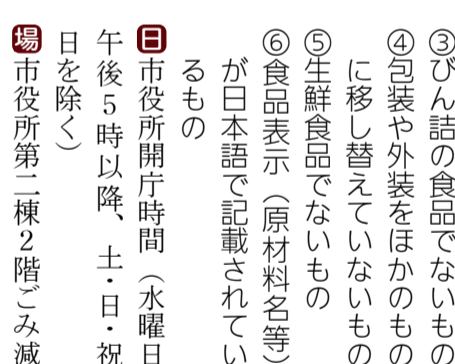 ③びん詰の食品でないもの
④包装や外装をほかのもの
に移し替えていないもの
⑤生鮮食品でないもの
⑥食品表示（原材料名等）
が日本語で記載されてい
るもの
日市役所開庁時間（水曜日
午後5時以降、土・日・祝
日を除く）
場市役所第二棟2階ごみ減